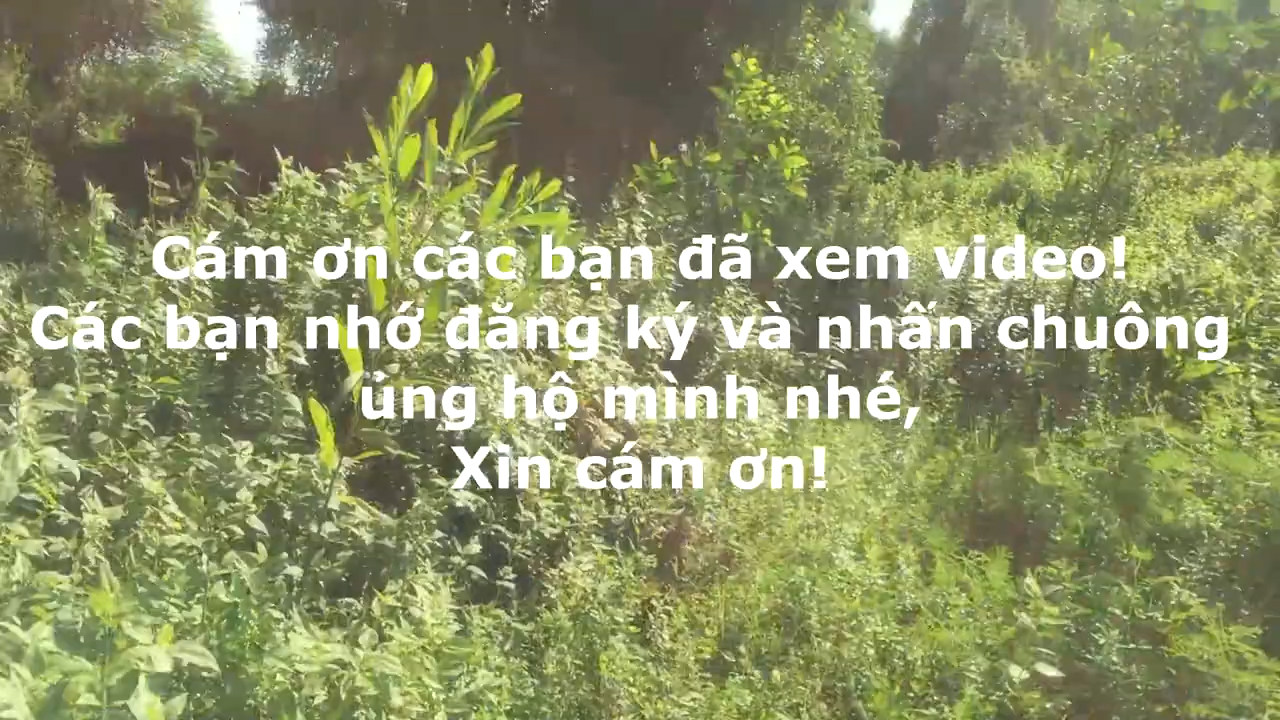 Cám ơn các bạn đã xem video!
Các bạn nhớ đăng ký và nhấn chuông
ủng hộ mình nhé,
Xin cám ơn!